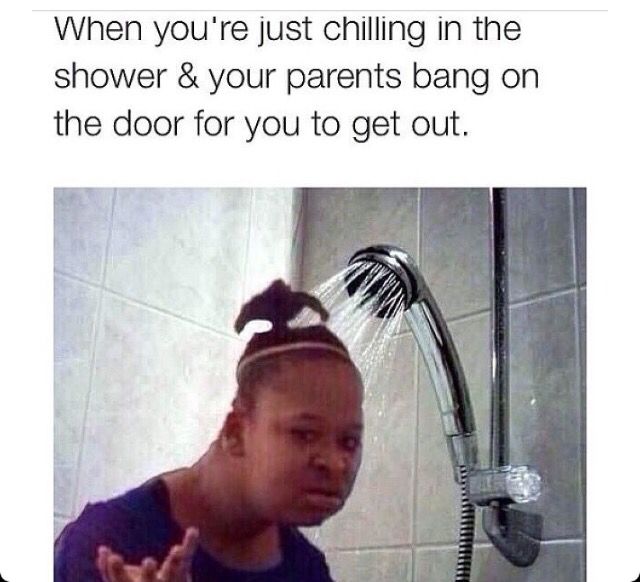 When you're just chilling in the
shower & your parents bang on
the door for you to get out.